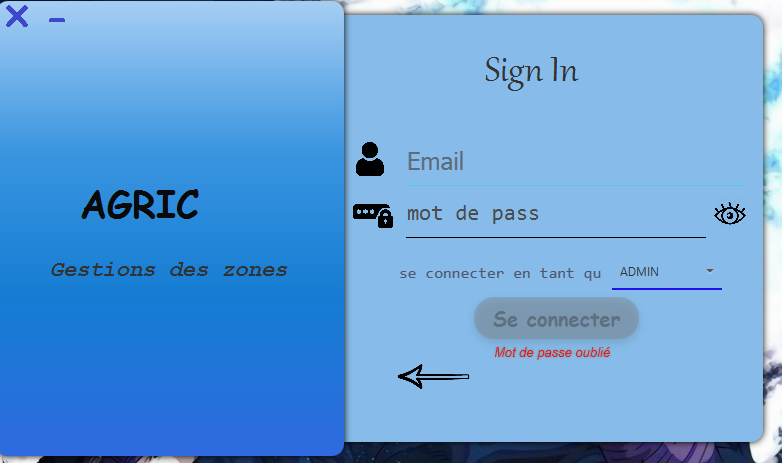 AGRIC
Gestions des zones
Sign In
Email
mot de pass
se connecter en tant qu ADMIN
Se connecter
Mot de passe oublié